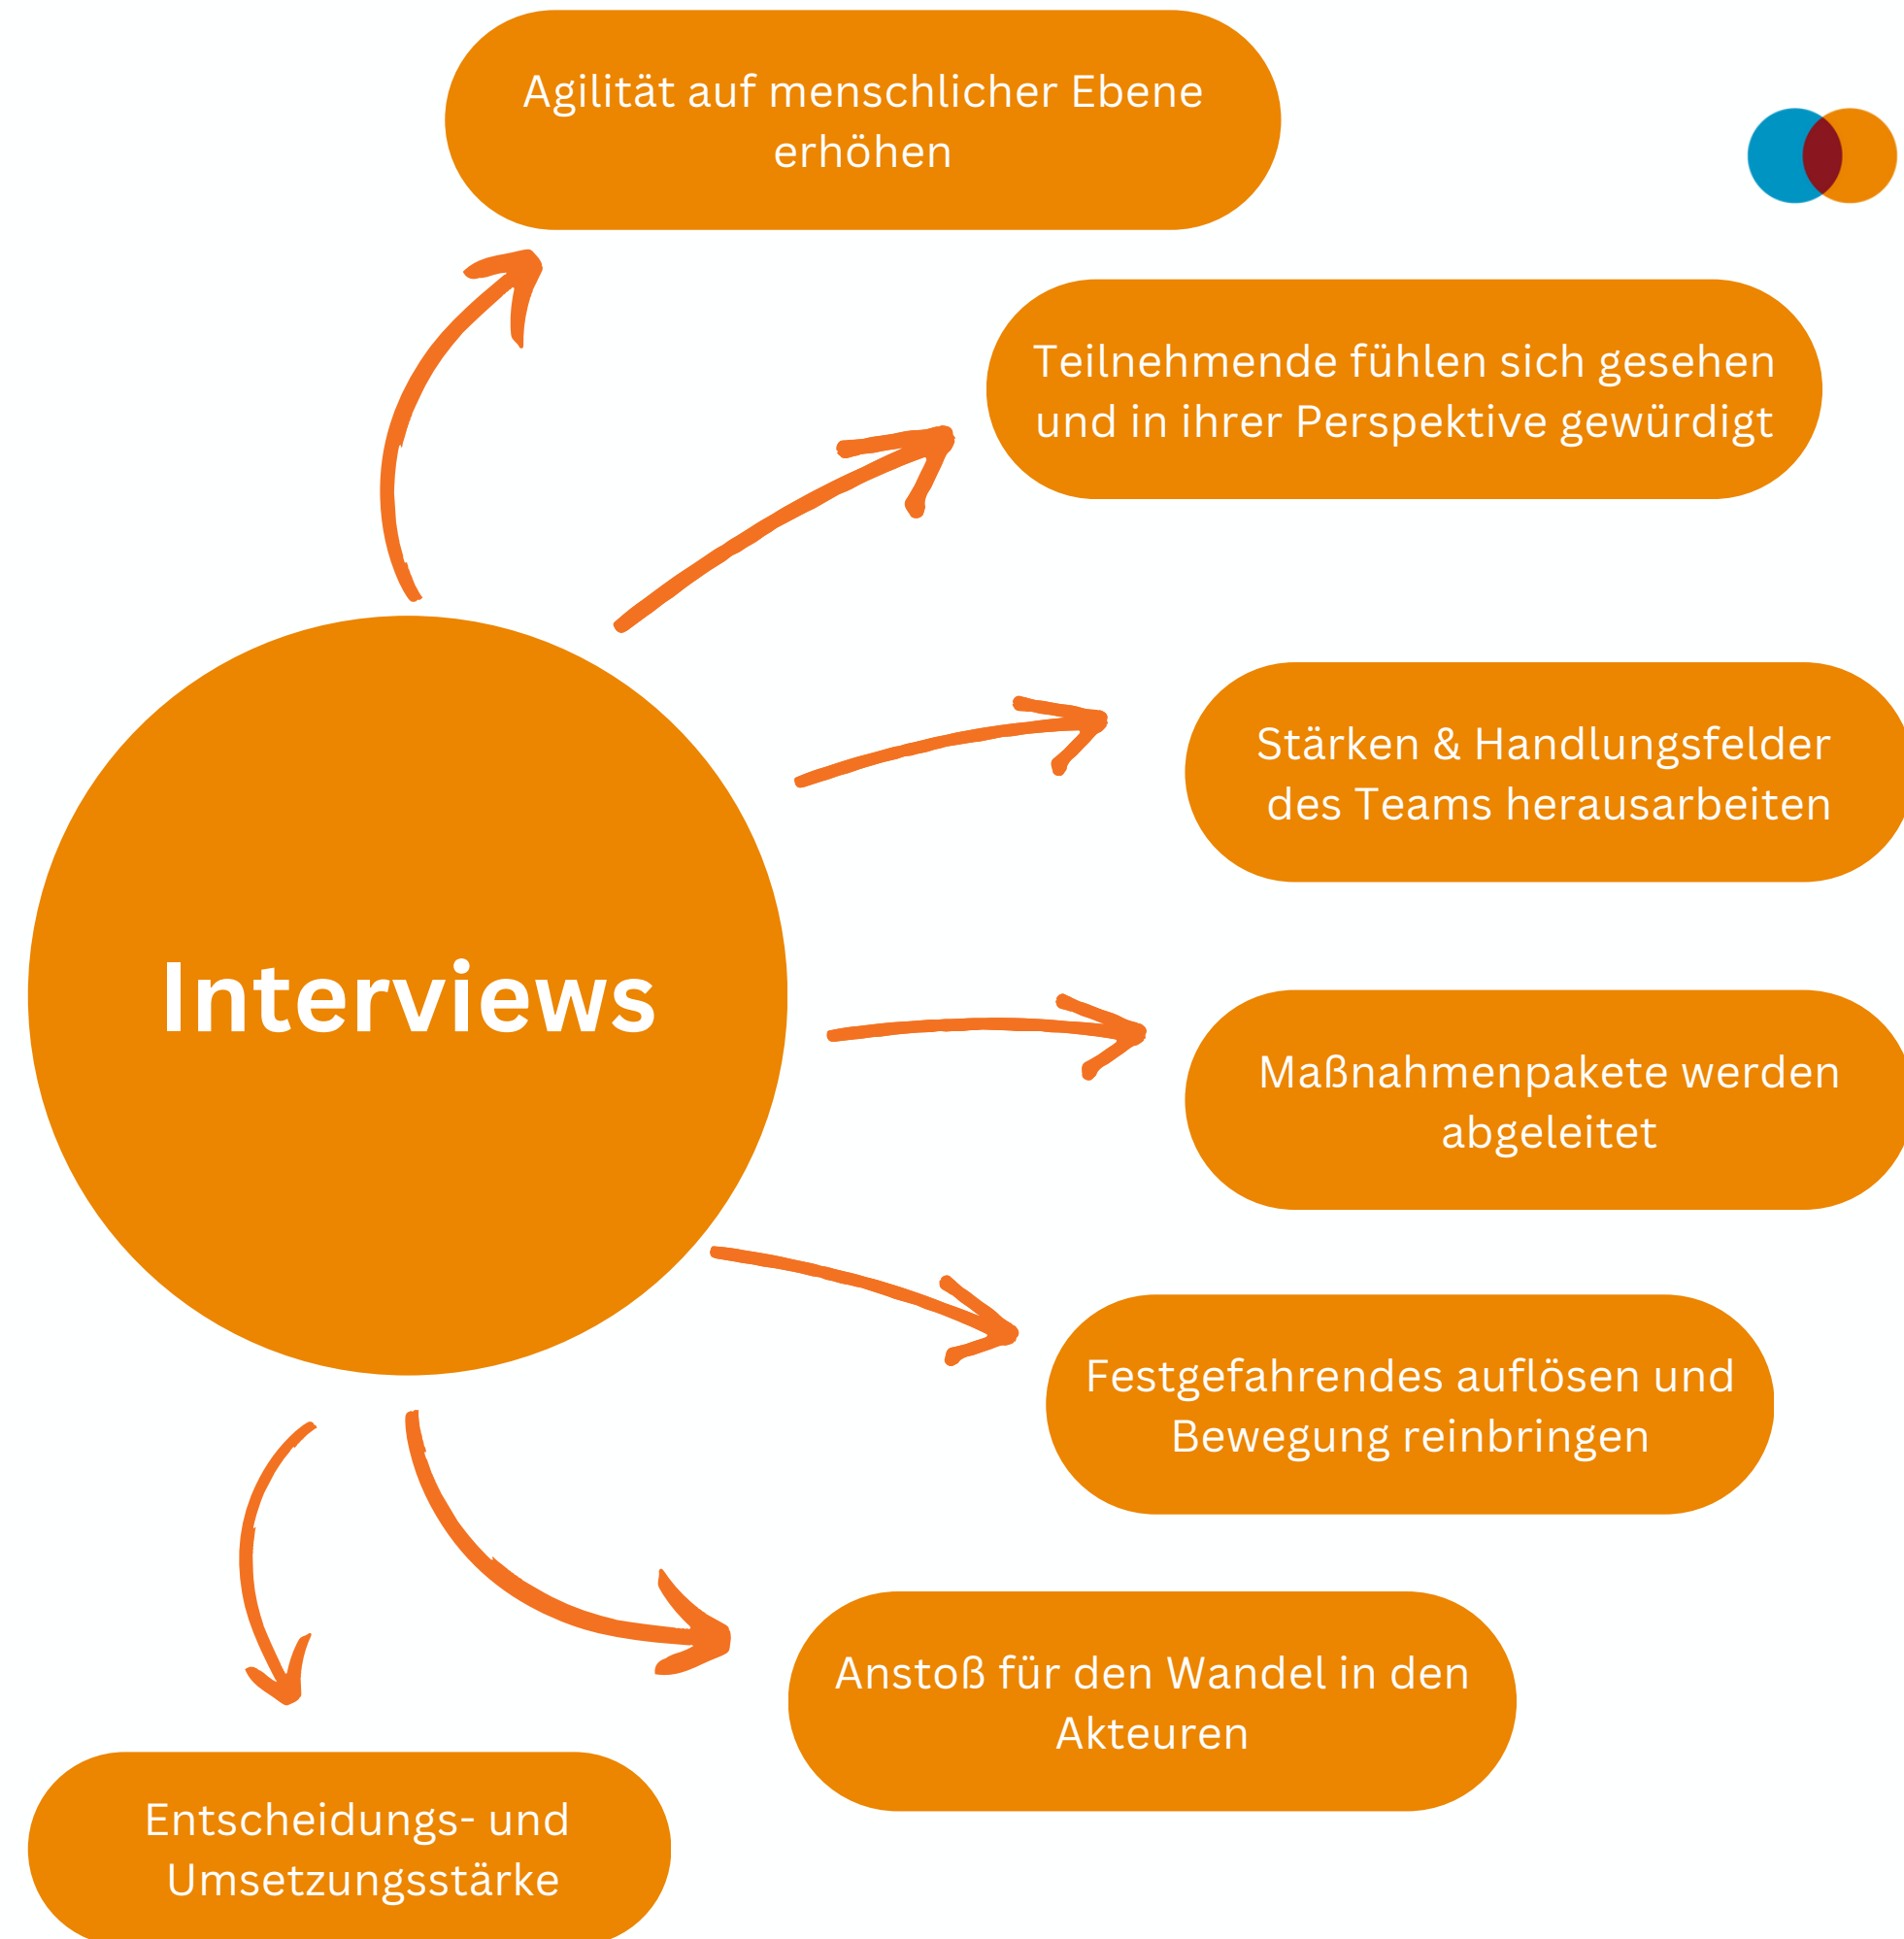 Agilität auf menschlicher Ebene
erhöhen
Teilnehmende fühlen sich gesehen
und in ihrer Perspektive gewürdigt
Stärken & Handlungsfelder
des Teams herausarbeiten
Interviews
Maßnahmenpakete werden
abgeleitet
Festgefahrendes auflösen und
Bewegung reinbringen
Anstoß für den Wandel in den
Akteuren
Entscheidungs- und
Umsetzungsstärke